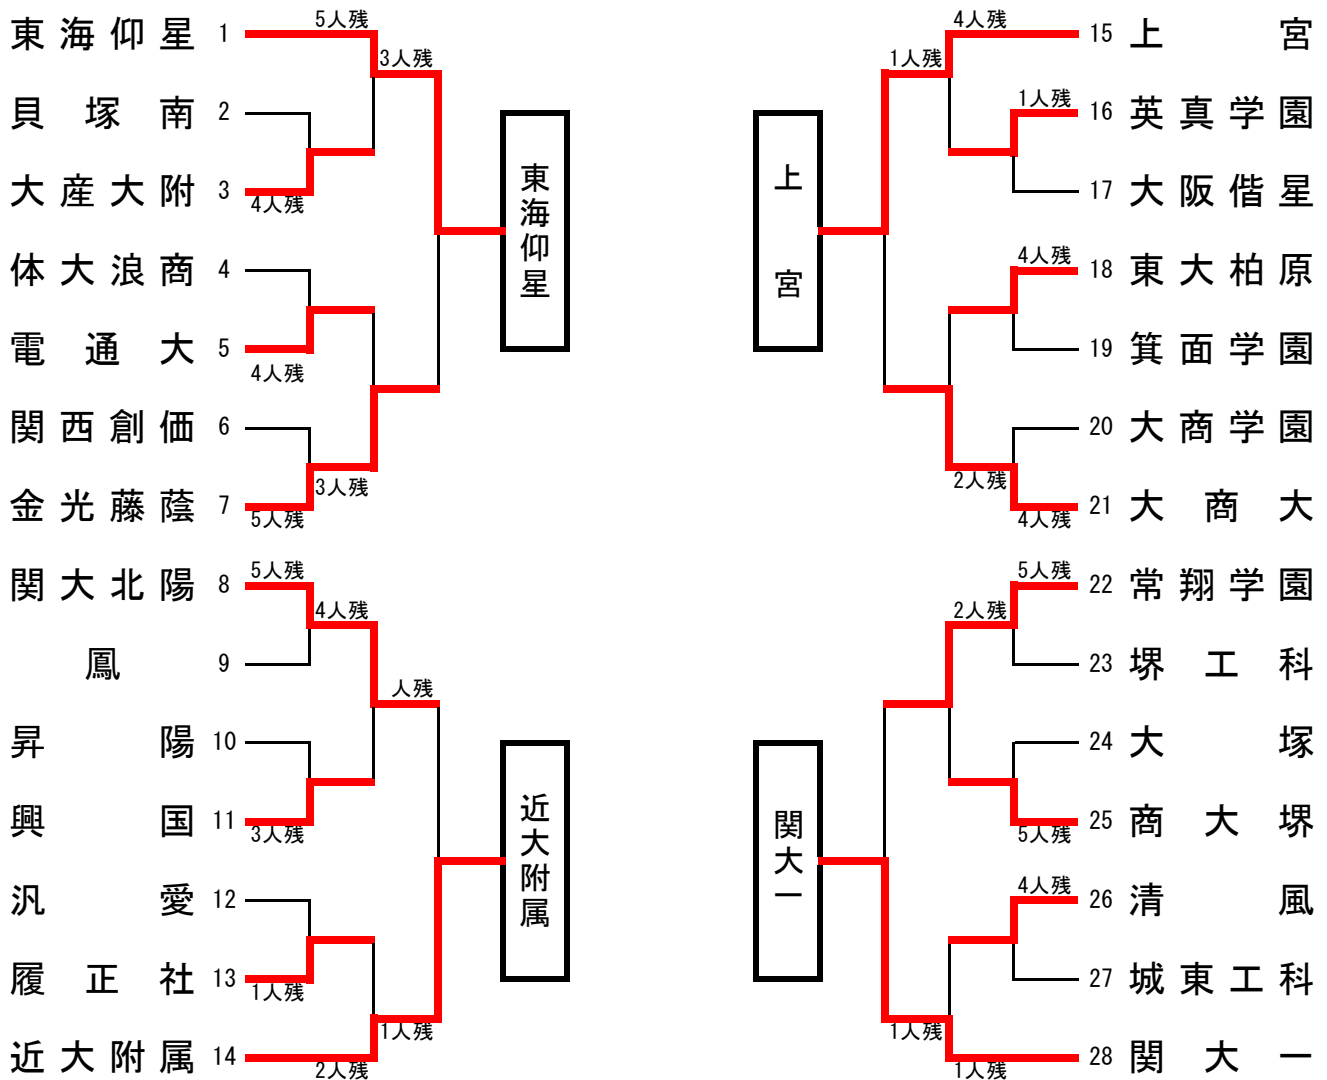 東海仰星 1
5人残
3人残
貝塚南 2
大産大附 3
4人残
体大浪商 4
電通大 5
4人残
関西創価 6
金光藤蔭 7
3人残
5人残
東海仰星
関大北陽 8
5人残
4人残
鳳 9
人残
昇陽 10
興国 11
3人残
汎愛 12
履正社 13
1人残
近大附属 14
1人残
2人残
近大附属
4人残
15 上宮
1人残
1人残
16 英真学園
17 大阪偕星
4人残
18 東大柏原
19 箕面学園
20 大商学園
2人残
21 大商大
4人残
上宮
5人残
22 常翔学園
2人残
23 堺工科
24 大塚
25 商大堺
5人残
4人残
26 清風
27 城東工科
1人残
28 関大一
1人残
関大一